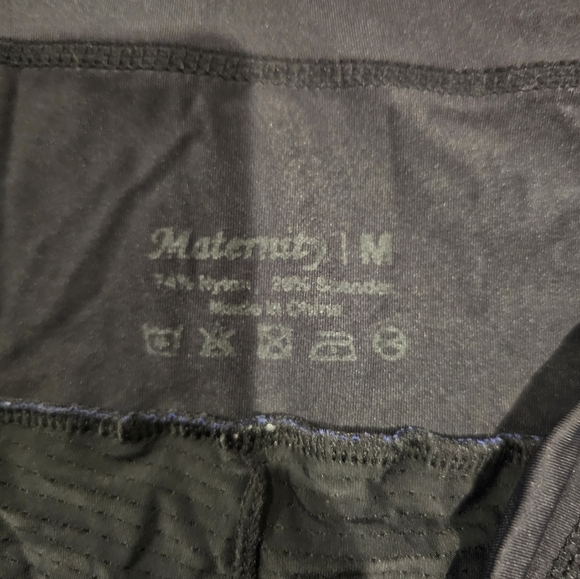 Maternity | M
74% Nylon 26% Spandex
Made in China